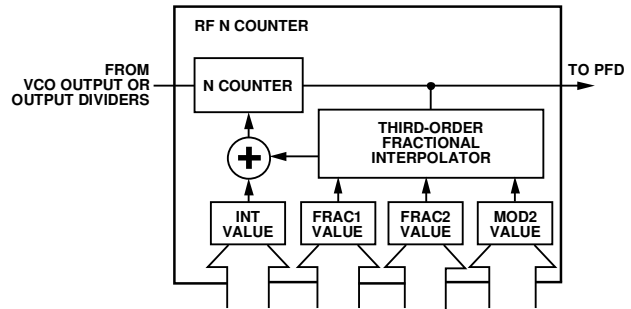 RF N COUNTER
FROM
VCO OUTPUT OR
OUTPUT DIVIDERS
N COUNTER
TO PFD
THIRD-ORDER
FRACTIONAL
INTERPOLATOR
+
INT
VALUE
FRAC1
VALUE
FRAC2
VALUE
MOD2
VALUE